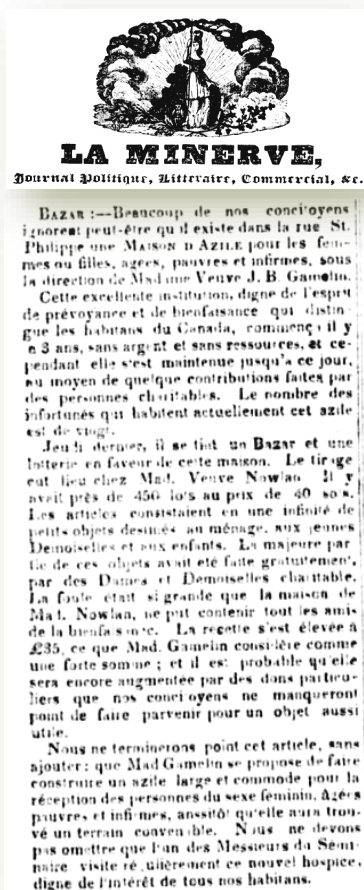 LA MINERVE,
Journal Politique, Litteraire, Commercial, &c.
BAZAR :—Beaucoup de nos concitoyens
ignorent peut-être qu'il existe dans la rue St.
Philippe une MAISON D'AZILE pour les fem-
mes ou filles, agées, pauvres et infirmes, sous
la direction de Madame Veuve J. B. Gamelin.
Cette excellente institution, digne de l'esprit
de prévoyance et de bienfaisance qui distin-
gue les habitans du Canada, commença il y
a 3 ans, sans argent et sans ressources, et ce-
pendant elle s'est maintenue jusqu'a ce jour,
au moyen de quelque contributions faites par
des personnes charitables. Le nombre des
infortunés qui habitent actuellement cet azile
est de vingt.
Jeudi dernier, il se tint un Bazar et une
lotterie en faveur de cette maison. Le tirage
eut lieu chez Mad. Veuve Nowlan. Il y
avait près de 450 lots au prix de 40 sols.
Les articles consistaient en une infinité de
petits objets destinés au ménage, aux jeunes
Demoiselles et aux enfants. La majeure par
tie de ces objets avait été faite gratuitement,
par des Dames et Demoiselles charitable.
La foule était si grande que la maison de
Mad. Nowlan, ne put contenir tout les amis
de la bienfaisance. La recette s'est élevée à
£35, ce que Mad. Gamelin considère comme
une forte somme ; et il est probable qu'elle
sera encore augmentée par des dons particu-
liers que nos concitoyens ne manqueront
point de faire parvenir pour un objet aussi
utile.
Nous ne terminerons point cet article, sans
ajouter : que Mad Gamelin se propose de faire
construire un azile large et commode pour la
réception des personnes du sexe feminin, âgées
pauvres et infirmes, aussitôt qu'elle aura trou-
vé un terrain convenable. Nous ne devons
pas omettre que l'un des Messieurs du Sémi-
naire visite régulièrement ce nouvel hospice,
digne de l'intérêt de tous nos habitans.